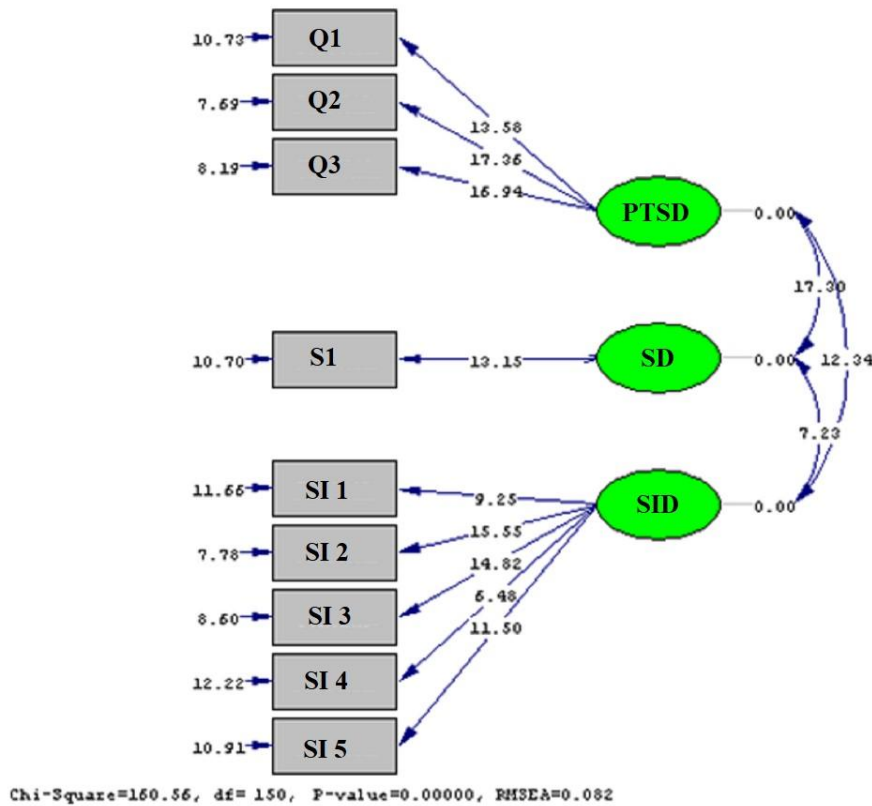 10.73 Q1
7.69 Q2
13.58
17.36
8.19 Q3
16.94
PTSD 0.00
17.30
10.70 S1 13.15 SD 0.00 12.34
7.23
11.66 SI 1 9.25
SID 0.00
15.55
7.78 SI 2
14.82
6.48
8.60 SI 3
11.50
12.22 SI 4
10.91 SI 5
Chi-Square=160.56, df= 150, P-value=0.00000, RMSEA=0.082